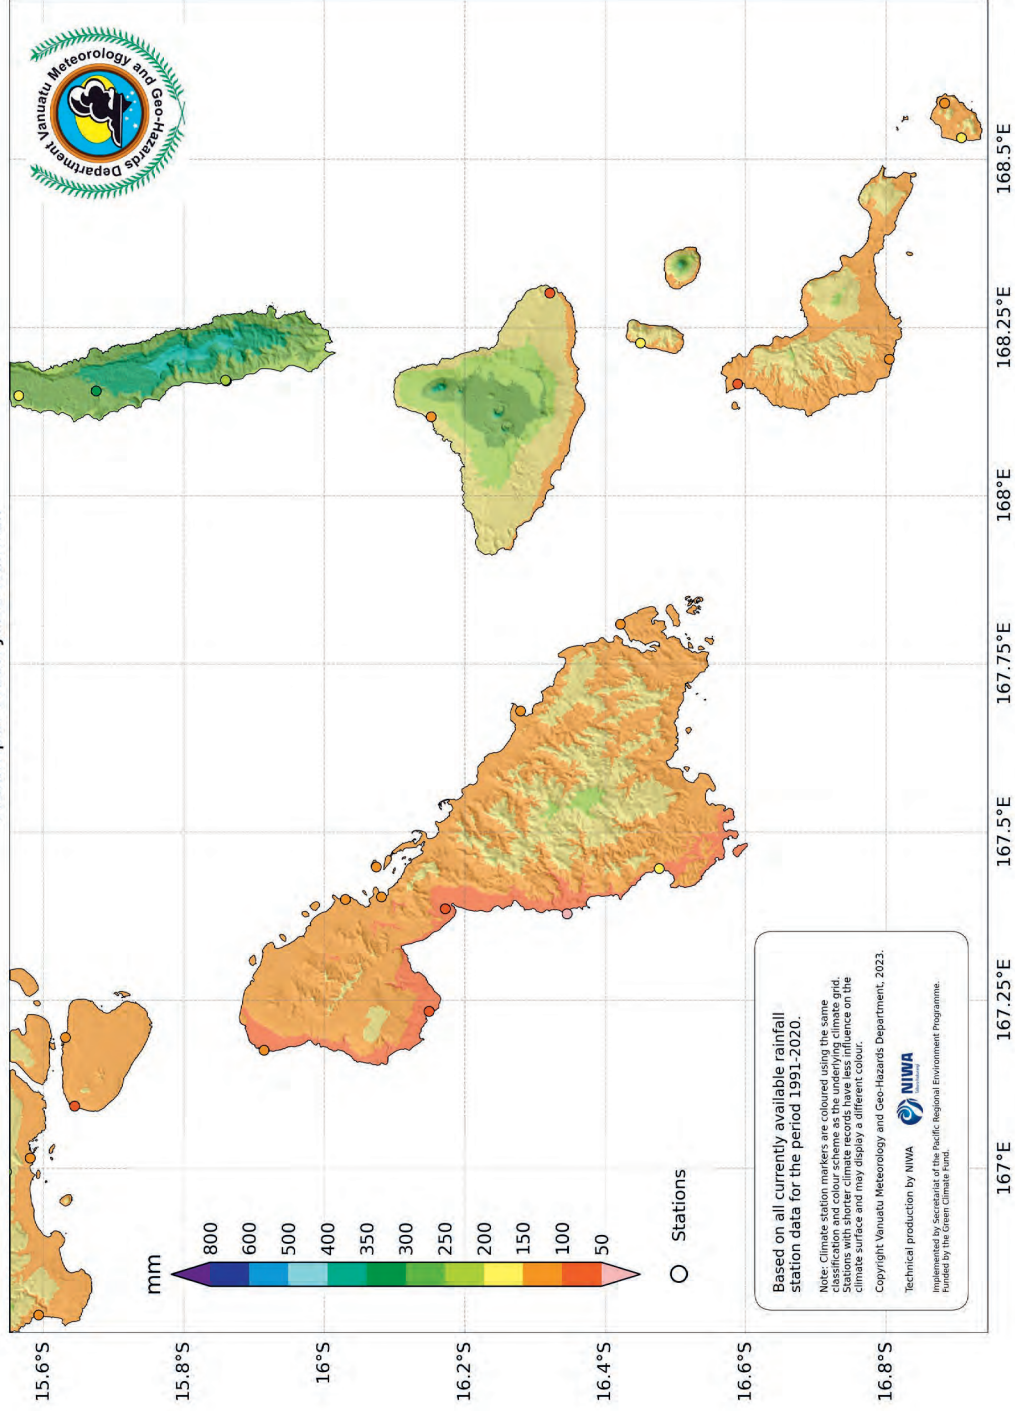 Vanuatu Meteorology and Geo-Hazards Department
15.6°S
15.8°S
16°S
16.2°S
16.4°S
16.6°S
16.8°S
167°E
167.25°E
167.5°E
167.75°E
168°E
168.25°E
168.5°E
mm
800
600
500
400
350
300
250
200
150
100
50
Stations
Based on all currently available rainfall
station data for the period 1991-2020.
Note: Climate station markers are coloured using the same
classification and colour scheme as the underlying climate grid.
Stations with shorter climate records have less influence on the
climate surface and may display a different colour.
Copyright Vanuatu Meteorology and Geo-Hazards Department, 2023.
Technical production by NIWA
NIWA
Implemented by Secretariat of the Pacific Regional Environment Programme.
Funded by the Green Climate Fund.